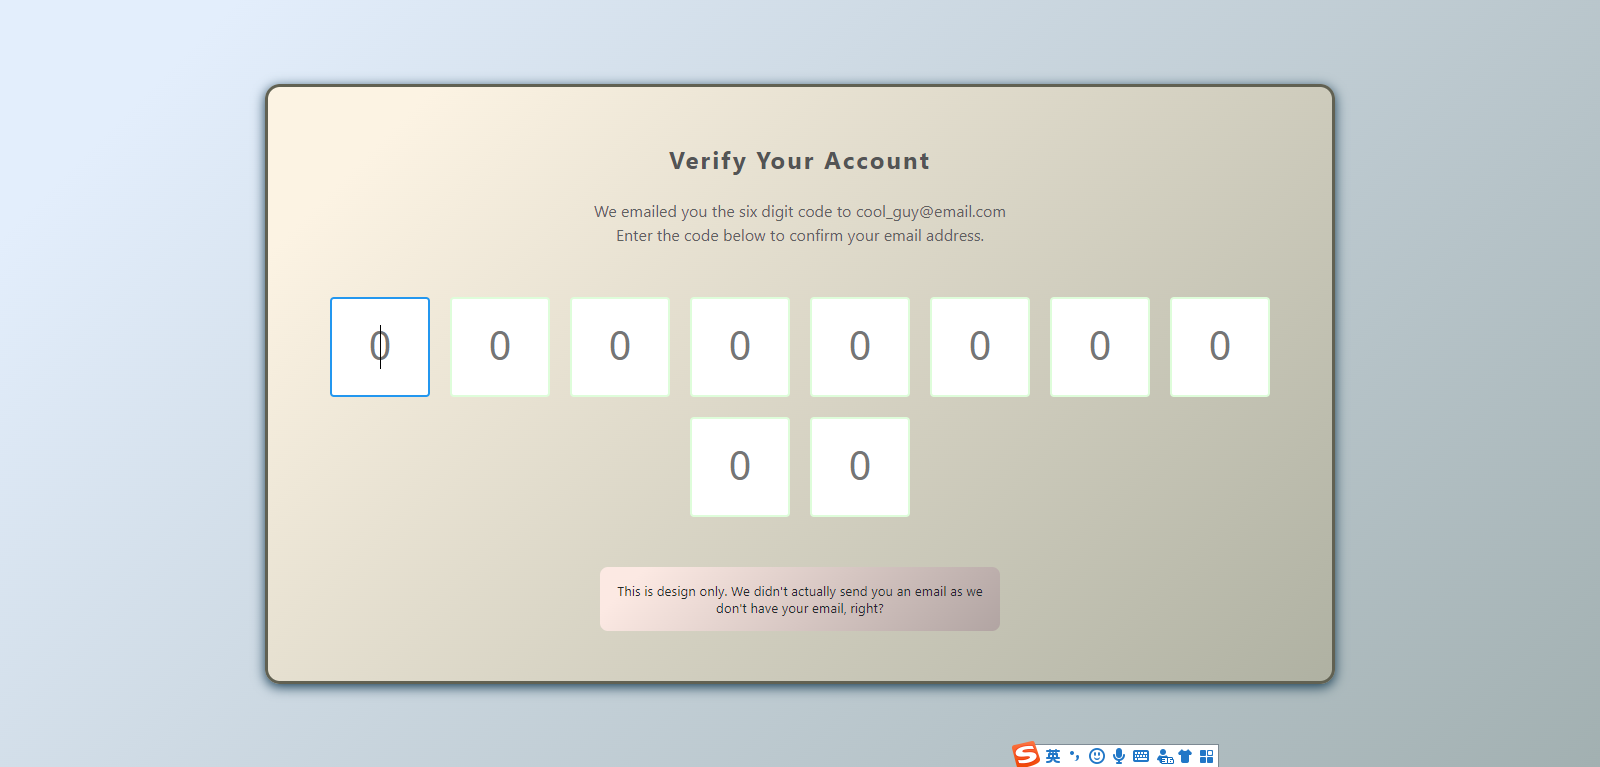 Verify Your Account
We emailed you the six digit code to cool_guy@email.com
Enter the code below to confirm your email address.
0 0 0 0 0 0 0 0
0 0
This is design only. We didn't actually send you an email as we
don't have your email, right?
S 英